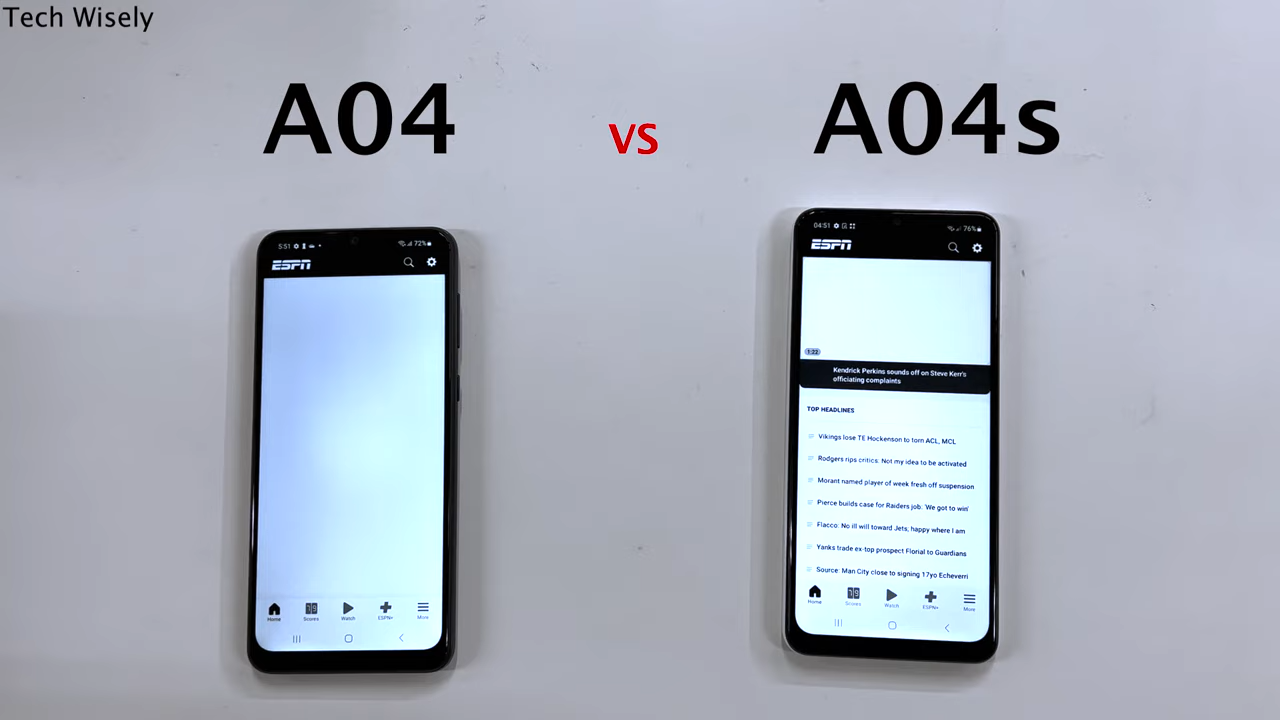 Tech Wisely
A04
vs
A04s
5:51
72%
ESPN
Home
Scores
Watch
ESPN+
More
04:51
76%
ESPN
1:22
Kendrick Perkins sounds off on Steve Kerr's
officiating complaints
TOP HEADLINES
Vikings lose TE Hockenson to torn ACL, MCL
Rodgers rips critics: Not my idea to be activated
Morant named player of week fresh off suspension
Pierce builds case for Raiders job: 'We got to win'
Flacco: No ill will toward Jets; happy where I am
Yanks trade ex-top prospect Florial to Guardians
Source: Man City close to signing 17yo Echeverri
Home
Scores
Watch
ESPN+
More